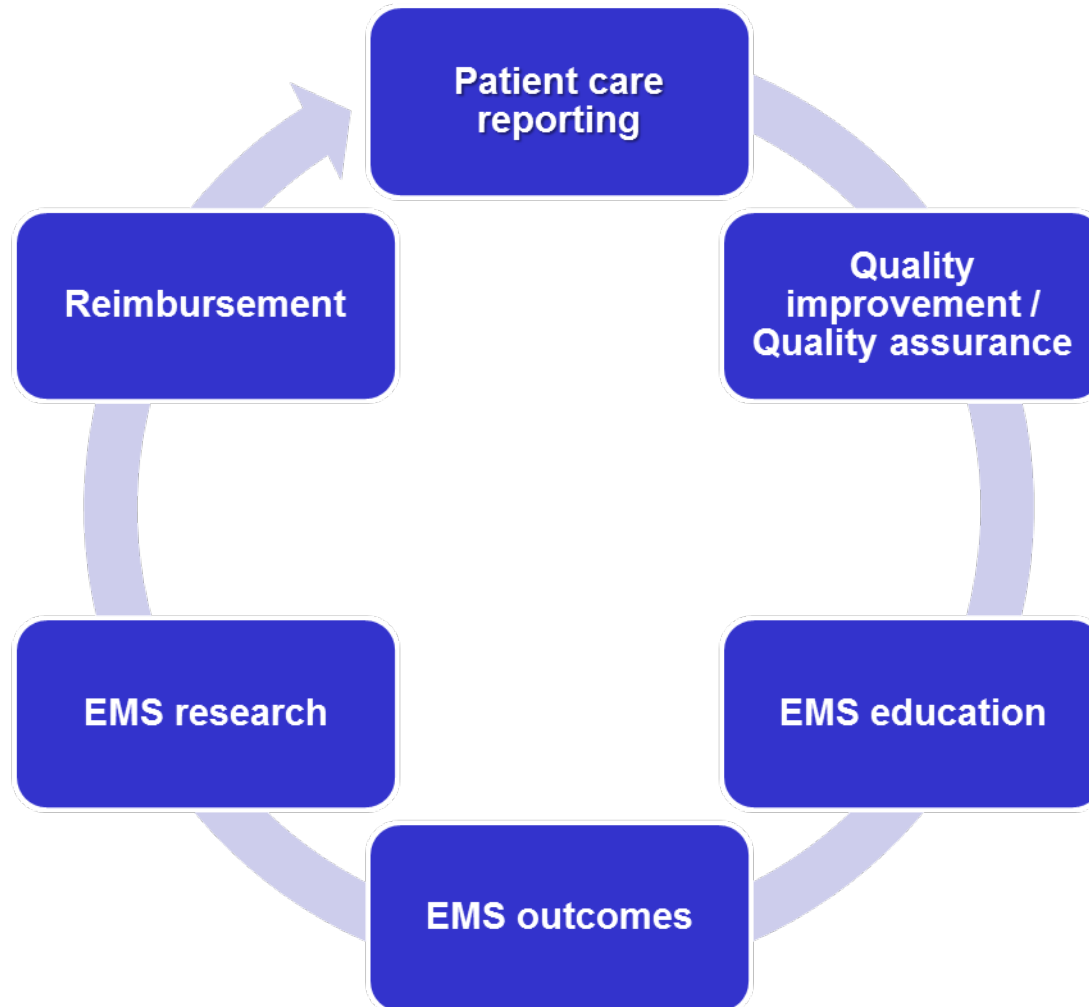 Patient care
reporting
Quality
improvement /
Quality assurance
EMS education
EMS outcomes
EMS research
Reimbursement